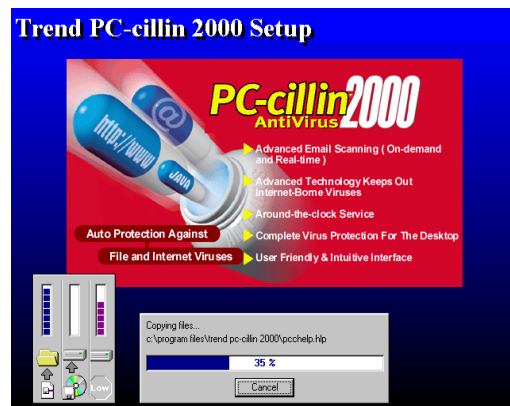 Trend PC-cillin 2000 Setup
PC-cillin 2000
AntiVirus
http://www
@
JAVA
Advanced Email Scanning ( On-demand
and Real-time )
Advanced Technology Keeps Out
Internet-Borne Viruses
Around-the-clock Service
Complete Virus Protection For The Desktop
User Friendly & Intuitive Interface
Auto Protection Against
File and Internet Viruses
Copying files...
c:\program files\trend pc-cillin 2000\pcchelp.hlp
35 %
Cancel
Low